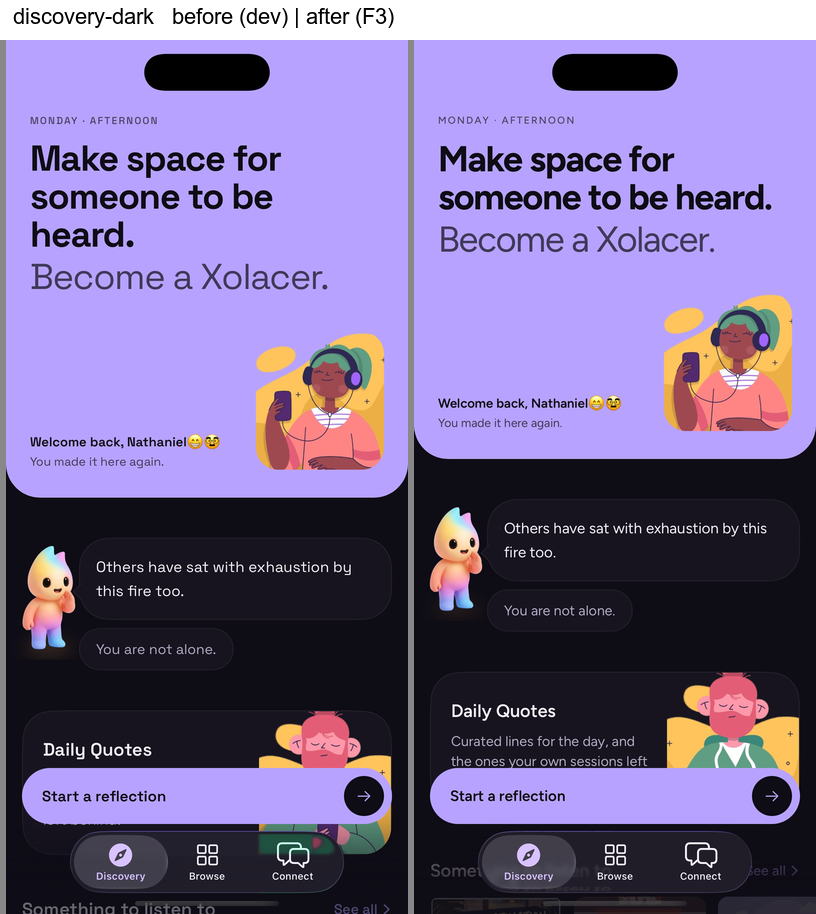 discovery-dark before (dev) | after (F3)
MONDAY · AFTERNOON
Make space for
someone to be
heard.
Become a Xolacer.
Welcome back, Nathaniel😁🥸
You made it here again.
Others have sat with exhaustion by
this fire too.
You are not alone.
Daily Quotes
Start a reflection
Discovery
Browse
Connect
Something to listen to
See all
MONDAY · AFTERNOON
Make space for
someone to be heard.
Become a Xolacer.
Welcome back, Nathaniel😁🥸
You made it here again.
Others have sat with exhaustion by this
fire too.
You are not alone.
Daily Quotes
Curated lines for the day, and
the ones your own sessions left
Start a reflection
Discovery
Browse
Connect
See all